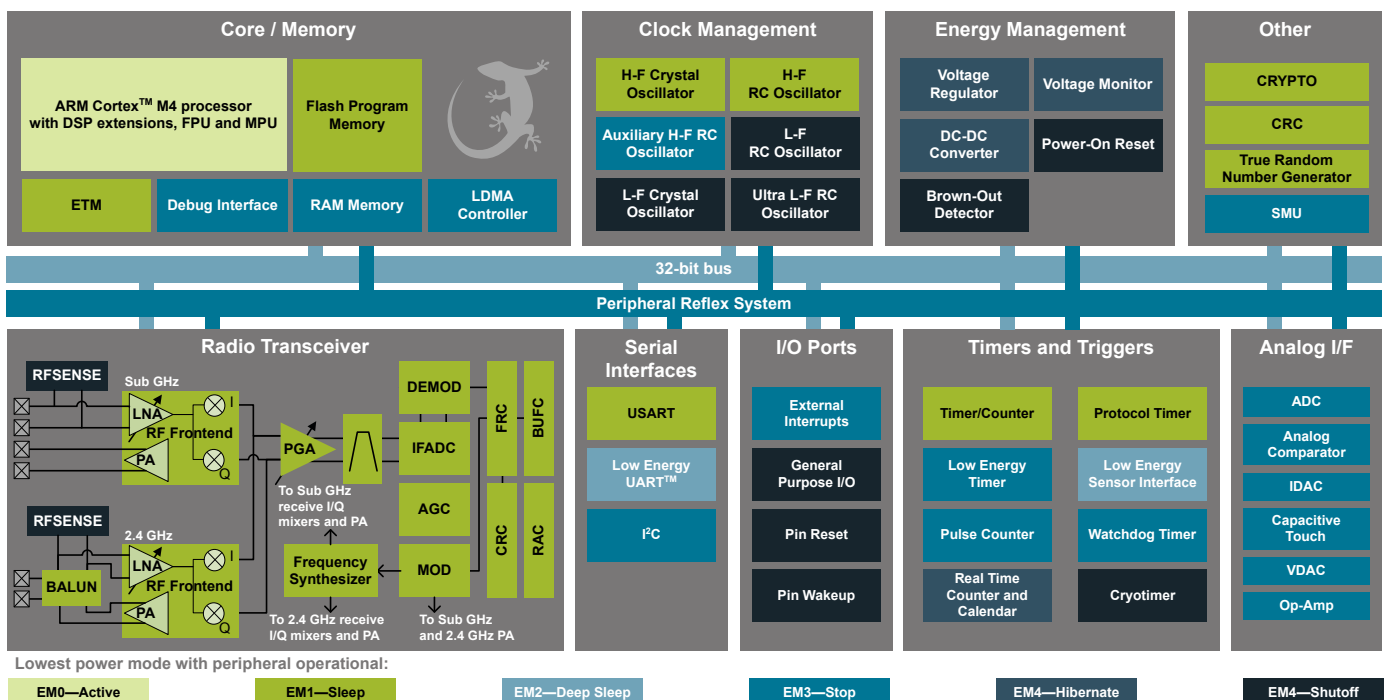 Core / Memory
ARM Cortex™ M4 processor
with DSP extensions, FPU and MPU
Flash Program
Memory
ETM
Debug Interface
RAM Memory
LDMA
Controller
Clock Management
H-F Crystal
Oscillator
H-F
RC Oscillator
Auxiliary H-F RC
Oscillator
L-F
RC Oscillator
L-F Crystal
Oscillator
Ultra L-F RC
Oscillator
Energy Management
Voltage
Regulator
Voltage Monitor
DC-DC
Converter
Power-On Reset
Brown-Out
Detector
Other
CRYPTO
CRC
True Random
Number Generator
SMU
32-bit bus
Peripheral Reflex System
Radio Transceiver
RFSENSE
Sub GHz
LNA
I
RF Frontend
PA
Q
PGA
DEMOD
IFADC
AGC
MOD
FRC
BUFC
CRC
RAC
To Sub GHz
receive I/Q
mixers and PA
RFSENSE
2.4 GHz
LNA
I
BALUN
RF Frontend
PA
Q
Frequency
Synthesizer
To 2.4 GHz receive
I/Q mixers and PA
To Sub GHz
and 2.4 GHz PA
Serial
Interfaces
USART
Low Energy
UART™
I²C
I/O Ports
External
Interrupts
General
Purpose I/O
Pin Reset
Pin Wakeup
Timers and Triggers
Timer/Counter
Protocol Timer
Low Energy
Timer
Low Energy
Sensor Interface
Pulse Counter
Watchdog Timer
Real Time
Counter and
Calendar
Cryotimer
Analog I/F
ADC
Analog
Comparator
IDAC
Capacitive
Touch
VDAC
Op-Amp
Lowest power mode with peripheral operational:
EM0—Active
EM1—Sleep
EM2—Deep Sleep
EM3—Stop
EM4—Hibernate
EM4—Shutoff